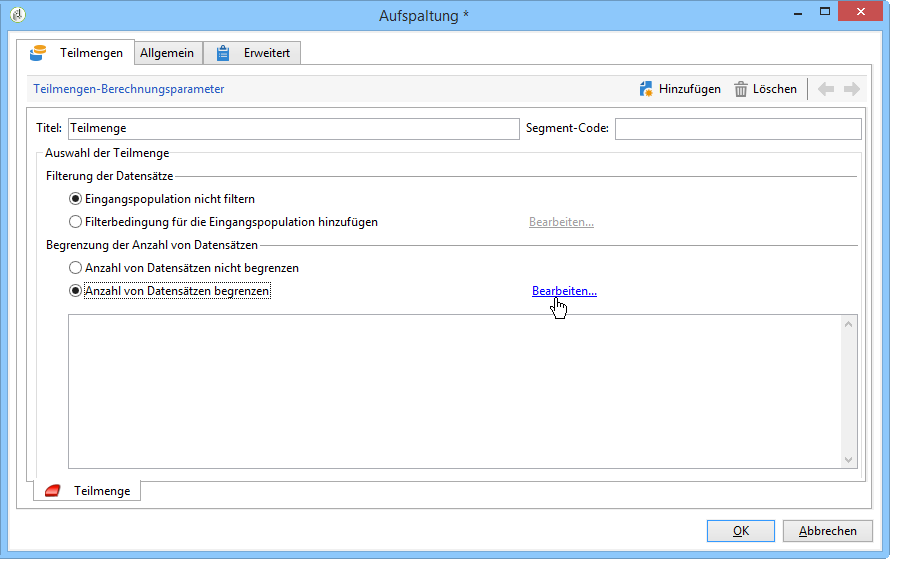 Aufspaltung *
Teilmengen Allgemein Erweitert
Teilmengen-Berechnungsparameter Hinzufügen Löschen
Titel: Teilmenge Segment-Code:
Auswahl der Teilmenge
Filterung der Datensätze
Eingangspopulation nicht filtern
Filterbedingung für die Eingangspopulation hinzufügen Bearbeiten...
Begrenzung der Anzahl von Datensätzen
Anzahl von Datensätzen nicht begrenzen
Anzahl von Datensätzen begrenzen Bearbeiten...
Teilmenge
OK Abbrechen